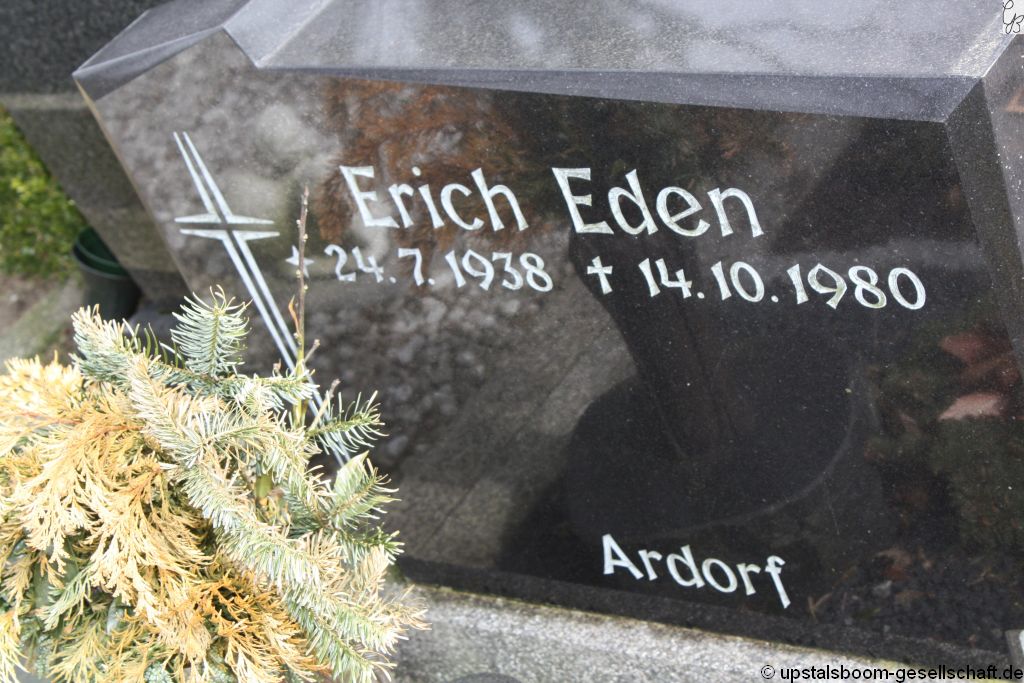 Erich Eden
* 24.7.1938 † 14.10.1980
Ardorf
© upstalsboom-gesellschaft.de